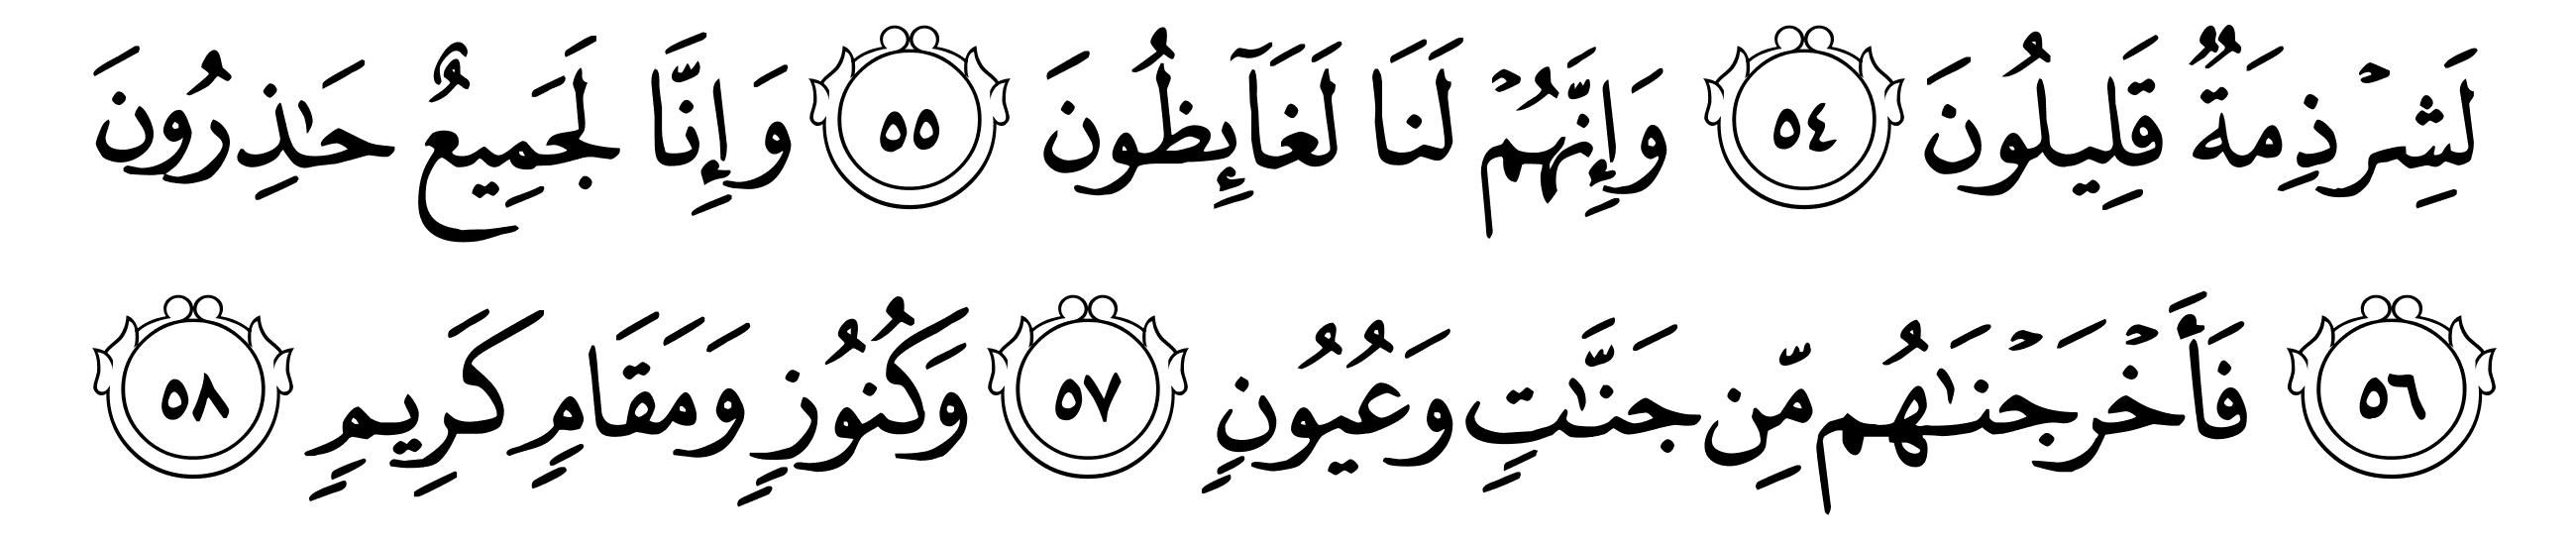 لَشِرْذِمَةٌ قَلِيلُونَ ٥٤ وَإِنَّهُمْ لَنَا لَغَآئِظُونَ ٥٥ وَإِنَّا لَجَمِيعٌ حَـٰذِرُونَ
٥٦ فَأَخْرَجْنَـٰهُم مِّن جَنَّـٰتٍ وَعُيُونٍ ٥٧ وَكُنُوزٍ وَمَقَامٍ كَرِيمٍ ٥٨